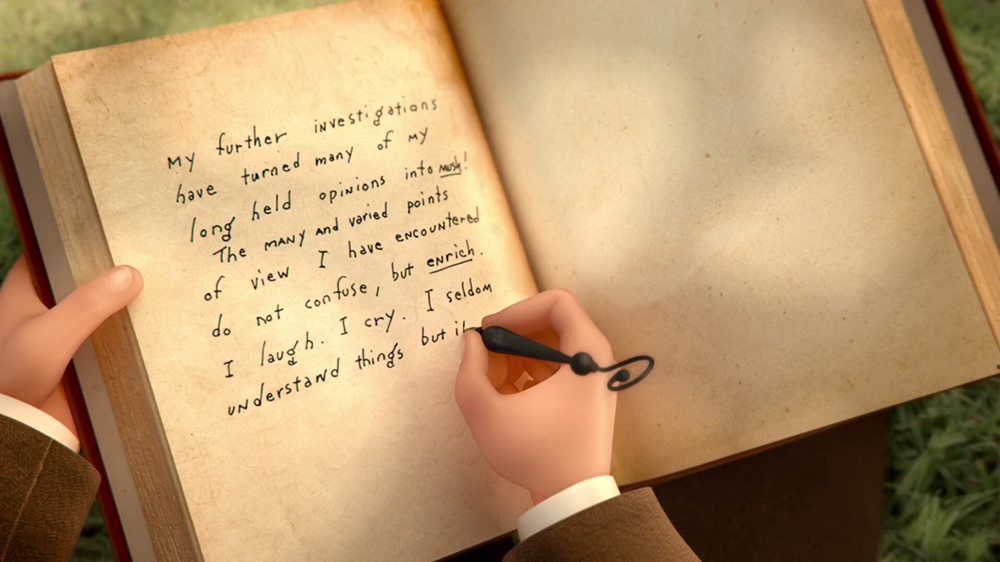 My further investigations
have turned many of my
long held opinions into mush!
The many and varied points
of view I have encountered
do not confuse, but enrich.
I laugh. I cry. I seldom
understand things but